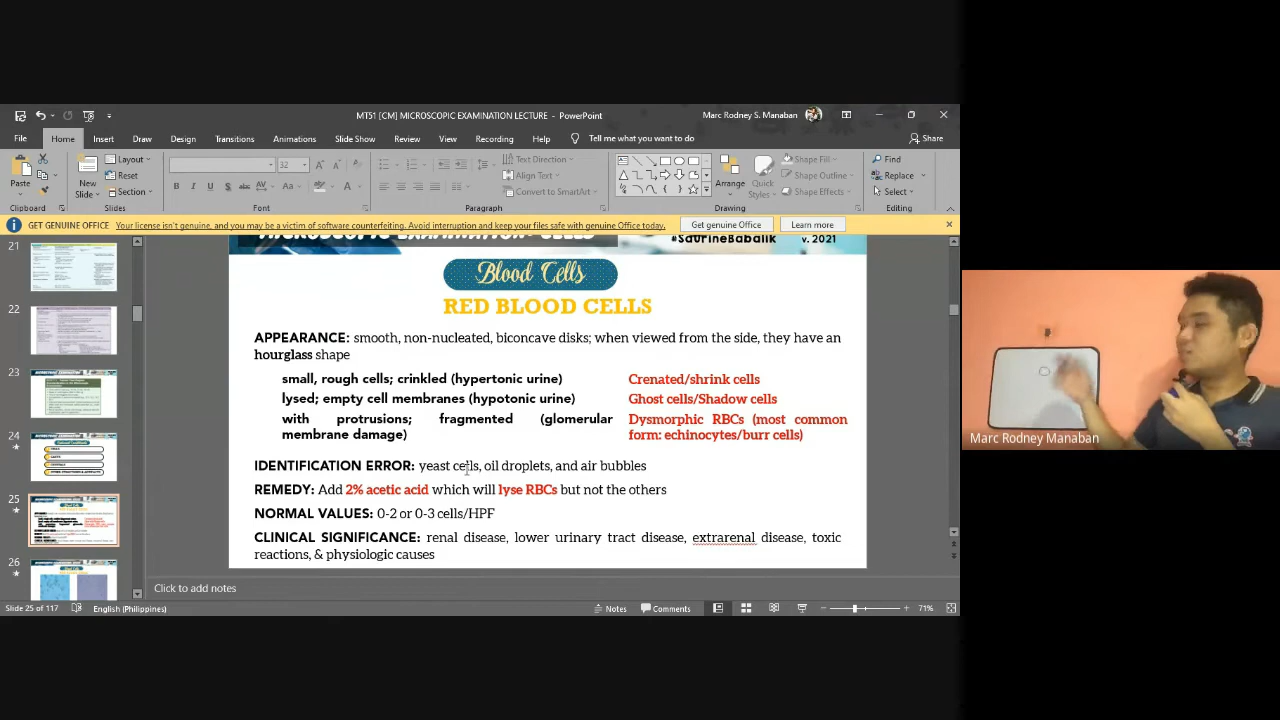 MT51 [CM] MICROSCOPIC EXAMINATION LECTURE - PowerPoint
Marc Rodney S. Manaban
File Home Insert Draw Design Transitions Animations Slide Show Review View Recording Help Tell me what you want to do
Share
Paste
Clipboard
New Slide
Layout
Reset
Section
Slides
32
Font
Text Direction
Align Text
Convert to SmartArt
Paragraph
Arrange
Quick Styles
Shape Fill
Shape Outline
Shape Effects
Drawing
Find
Replace
Select
Editing
GET GENUINE OFFICE Your license isn't genuine, and you may be a victim of software counterfeiting. Avoid interruption and keep your files safe with genuine Office today. Get genuine Office Learn more
21
22
23
24
25
26
#SaUrineBabalik v. 2021
Blood Cells
RED BLOOD CELLS
APPEARANCE: smooth, non-nucleated, biconcave disks; when viewed from the side, they have an
hourglass shape
small, rough cells; crinkled (hypertonic urine) Crenated/shrink cells
lysed; empty cell membranes (hypotonic urine) Ghost cells/Shadow cells
with protrusions; fragmented (glomerular Dysmorphic RBCs (most common
membrane damage) form: echinocytes/burr cells)
IDENTIFICATION ERROR: yeast cells, oil droplets, and air bubbles
REMEDY: Add 2% acetic acid which will lyse RBCs but not the others
NORMAL VALUES: 0-2 or 0-3 cells/HPF
CLINICAL SIGNIFICANCE: renal disease, lower urinary tract disease, extrarenal disease, toxic
reactions, & physiologic causes
Click to add notes
Slide 25 of 117 English (Philippines) Notes Comments 71%
Marc Rodney Manaban